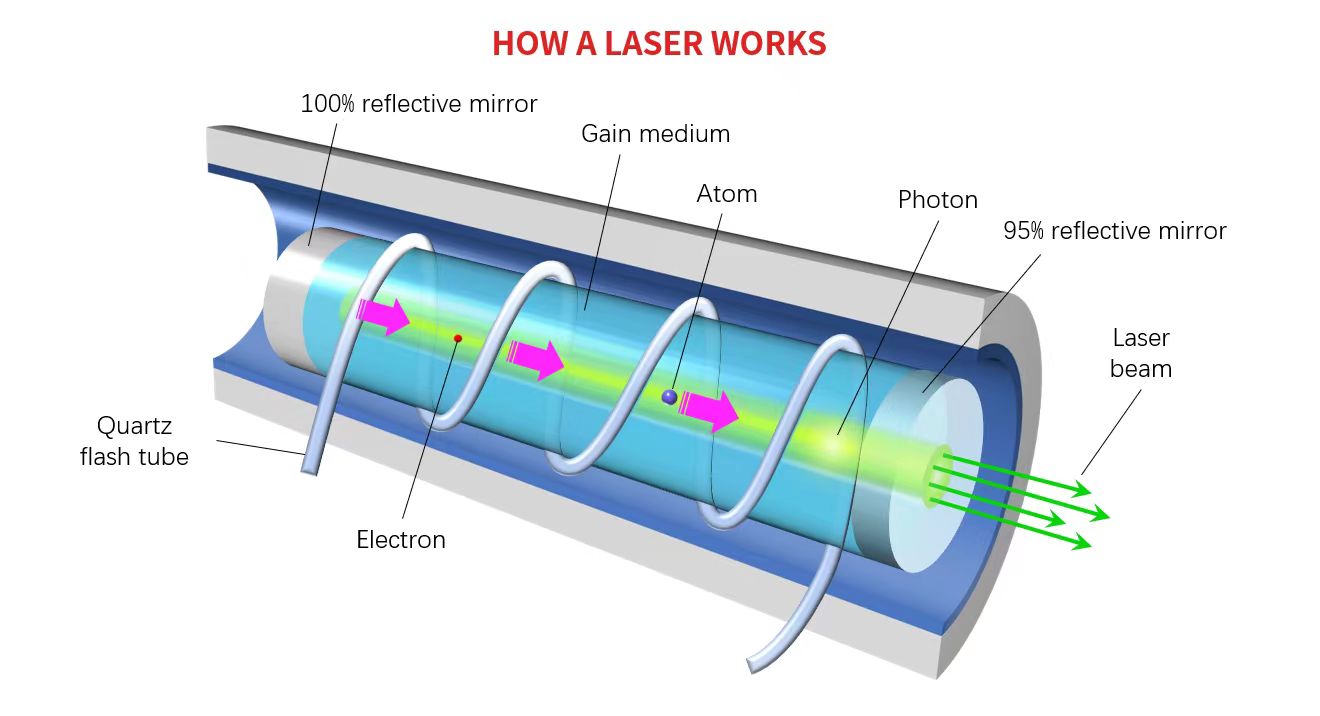 HOW A LASER WORKS
100% reflective mirror
Gain medium
Atom
Photon
95% reflective mirror
Laser
beam
Quartz
flash tube
Electron